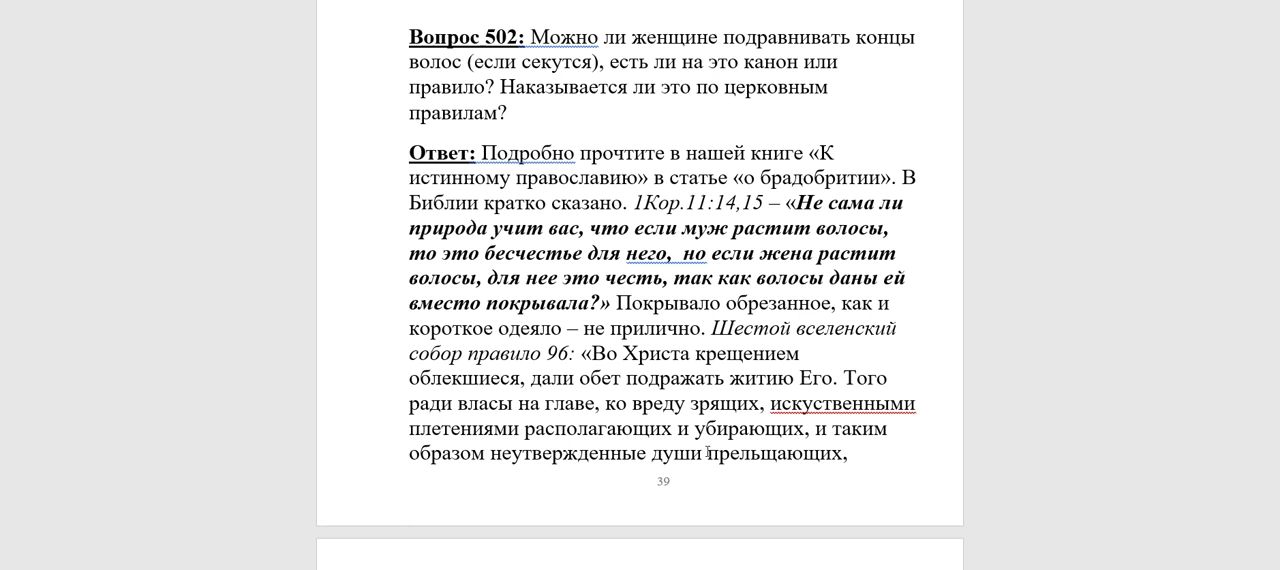 Вопрос 502: Можно ли женщине подравнивать концы
волос (если секутся), есть ли на это канон или
правило? Наказывается ли это по церковным
правилам?
Ответ: Подробно прочтите в нашей книге «К
истинному православию» в статье «о брадобритии». В
Библии кратко сказано. 1Кор.11:14,15 – «Не сама ли
природа учит вас, что если муж растит волосы,
то это бесчестье для него,  но если жена растит
волосы, для нее это честь, так как волосы даны ей
вместо покрывала?» Покрывало обрезанное, как и
короткое одеяло – не прилично. Шестой вселенский
собор правило 96: «Во Христа крещением
облекшиеся, дали обет подражать житию Его. Того
ради власы на главе, ко вреду зрящих, искуственными
плетениями располагающих и убирающих, и таким
образом неутвержденные души прельщающих,
39